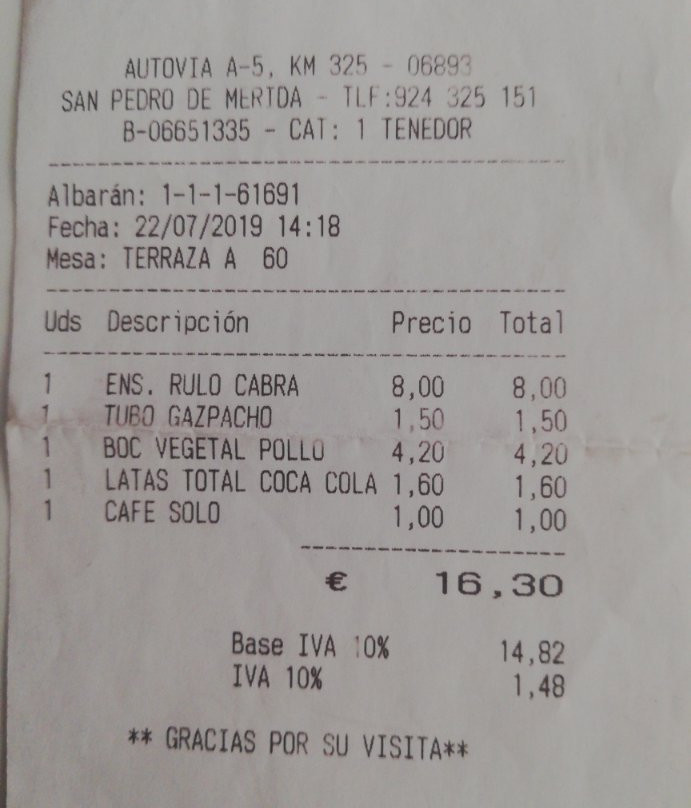 AUTOVIA A-5, KM 325 - 06893
SAN PEDRO DE MERIDA - TLF:924 325 151
B-06651335 - CAT: 1 TENEDOR
Albarán: 1-1-1-61691
Fecha: 22/07/2019 14:18
Mesa: TERRAZA A 60
Uds Descripción Precio Total
1 ENS. RULO CABRA 8,00 8,00
1 TUBO GAZPACHO 1,50 1,50
1 BOC VEGETAL POLLO 4,20 4,20
1 LATAS TOTAL COCA COLA 1,60 1,60
1 CAFE SOLO 1,00 1,00
€ 16,30
Base IVA 10% 14,82
IVA 10% 1,48
** GRACIAS POR SU VISITA**